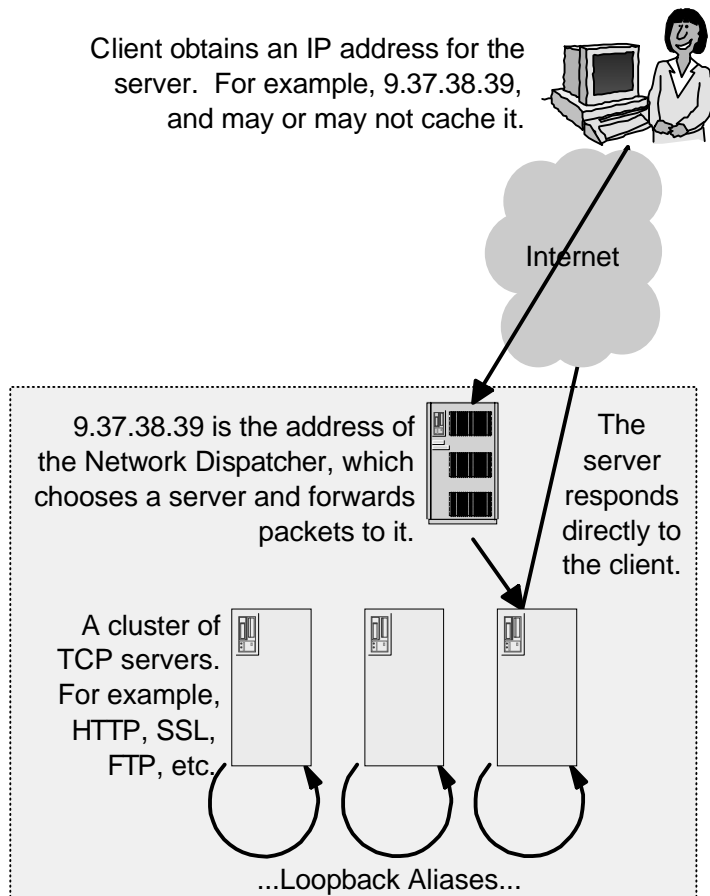 Client obtains an IP address for the
server.  For example, 9.37.38.39,
and may or may not cache it.
Internet
9.37.38.39 is the address of
the Network Dispatcher, which
chooses a server and forwards
packets to it.
The
server
responds
directly to
the client.
A cluster of
TCP servers.
For example,
HTTP, SSL,
FTP, etc.
...Loopback Aliases...